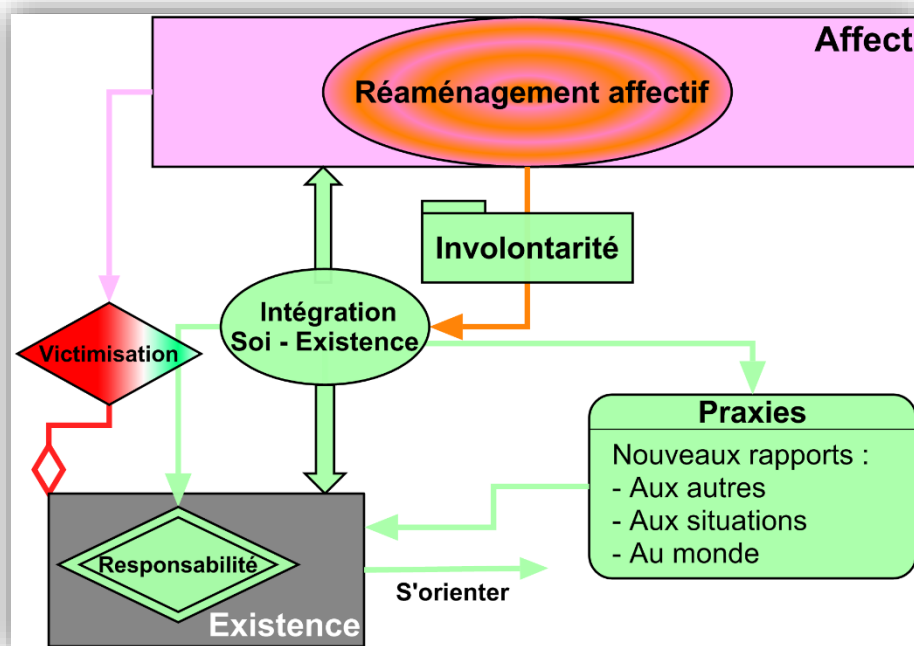 Affect
Réaménagement affectif
Involontarité
Intégration
Soi - Existence
Victimisation
Praxies
Nouveaux rapports :
- Aux autres
- Aux situations
- Au monde
Responsabilité
S'orienter
Existence